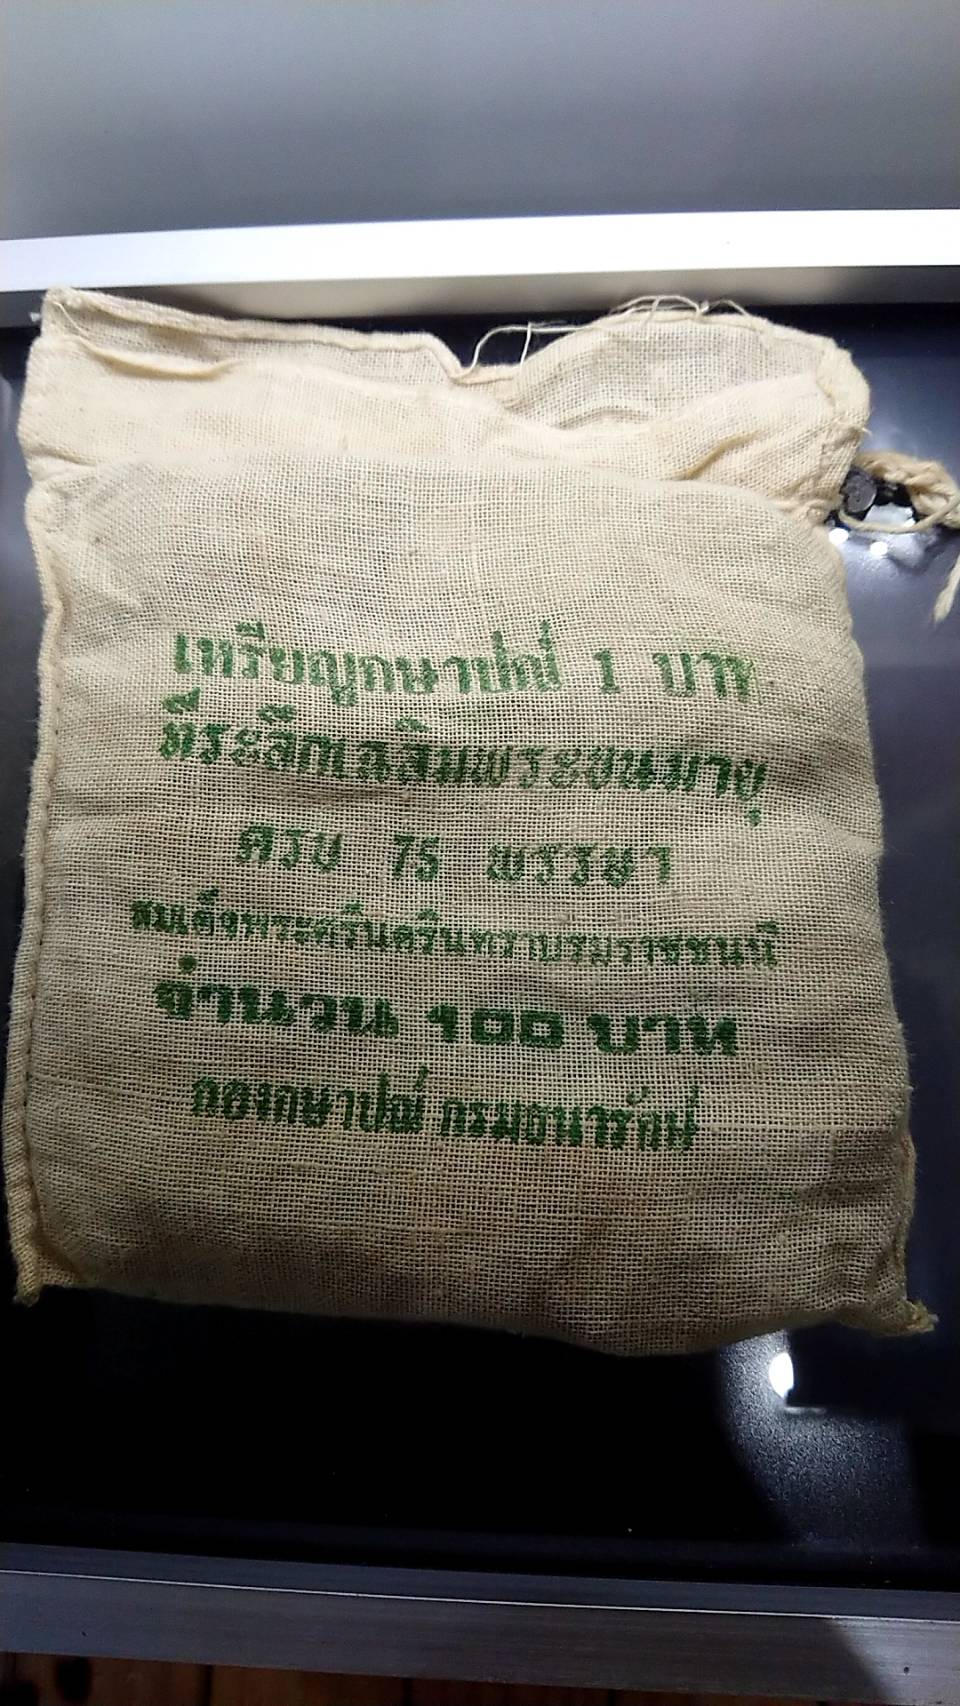 เหรียญกษาปณ์ 1 บาท
ที่ระลึกเฉลิมพระชนมายุ
ครบ 75 พรรษา
สมเด็จพระศรีนครินทราบรมราชชนนี
จำนวน 100 บาท
กองกษาปณ์ กรมธนารักษ์